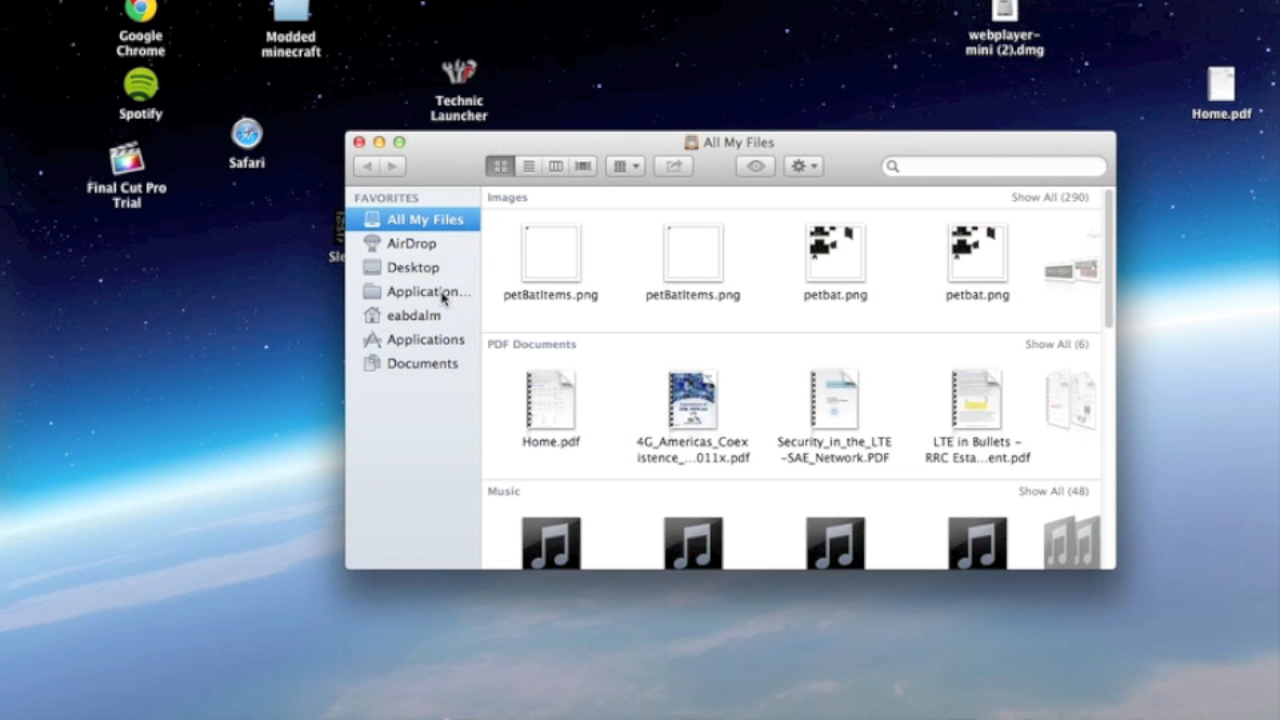 Google
Chrome
Modded
minecraft
webplayer-
mini (2).dmg
Spotify
Technic
Launcher
Home.pdf
Safari
Final Cut Pro
Trial
All My Files
FAVORITES
All My Files
AirDrop
Desktop
Application...
eabdalm
Applications
Documents
Images
Show All (290)
petBatItems.png
petBatItems.png
petbat.png
petbat.png
PDF Documents
Show All (6)
Home.pdf
4G_Americas_Coex
istence_...011x.pdf
Security_in_the_LTE
-SAE_Network.PDF
LTE in Bullets -
RRC Esta...ent.pdf
Music
Show All (48)